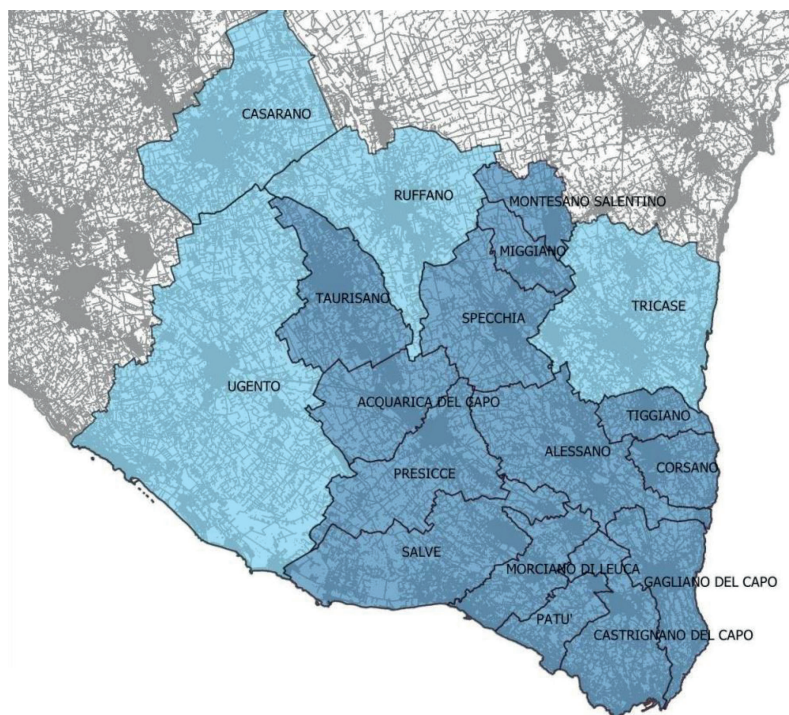 CASARANO
RUFFANO
MONTESANO SALENTINO
MIGGIANO
TAURISANO
TRICASE
SPECCHIA
UGENTO
ACQUARICA DEL CAPO
TIGGIANO
ALESSANO
PRESICCE
CORSANO
SALVE
MORCIANO DI LEUCA
GAGLIANO DEL CAPO
PATU'
CASTRIGNANO DEL CAPO